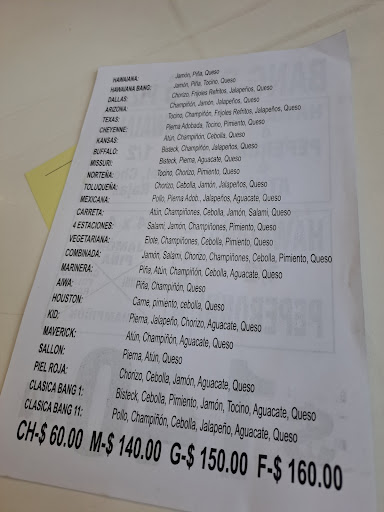 HAWAIANA: Jamón, Piña, Queso
HAWAIANA BANG: Jamón, Piña, Tocino, Queso
DALLAS: Chorizo, Frijoles Refritos, Jalapeños, Queso
ARIZONA: Champiñón, Jamón, Jalapeños, Queso
TEXAS: Tocino, Champiñón, Frijoles Refritos, Jalapeños, Queso
CHEYENNE: Pierna Adobada, Tocino, Pimiento, Queso
KANSAS: Atún, Champiñón, Cebolla, Queso
BUFFALO: Bisteck, Champiñón, Jalapeños, Queso
MISSURI: Bisteck, Pierna, Aguacate, Queso
NORTEÑA: Tocino, Chorizo, Pimiento, Queso
TOLUQUEÑA: Chorizo, Cebolla, Jamón, Jalapeños, Queso
MEXICANA: Pollo, Pierna Adob., Jalapeños, Aguacate, Queso
CARRETA: Atún, Champiñones, Cebolla, Jamón, Salami, Queso
4 ESTACIONES: Salami, Jamón, Champiñones, Pimiento, Queso
VEGETARIANA: Elote, Champiñones, Cebolla, Pimiento, Queso
COMBINADA: Jamón, Salami, Chorizo, Champiñones, Cebolla, Pimiento, Queso
MARINERA: Piña, Atún, Champiñón, Cebolla, Aguacate, Queso
AIWA: Piña, Champiñón, Queso
HOUSTON: Carne, pimiento, cebolla, Queso
KID: Pierna, Jalapeño, Chorizo, Aguacate, Queso
MAVERICK: Atún, Champiñón, Aguacate, Queso
SALLON: Pierna, Atún, Queso
PIEL ROJA: Chorizo, Cebolla, Jamón, Aguacate, Queso
CLASICA BANG 1: Bisteck, Cebolla, Pimiento, Jamón, Tocino, Aguacate, Queso
CLASICA BANG 11: Pollo, Champiñón, Cebolla, Jalapeño, Aguacate, Queso
CH-$ 60.00 M-$ 140.00 G-$ 150.00 F-$ 160.00